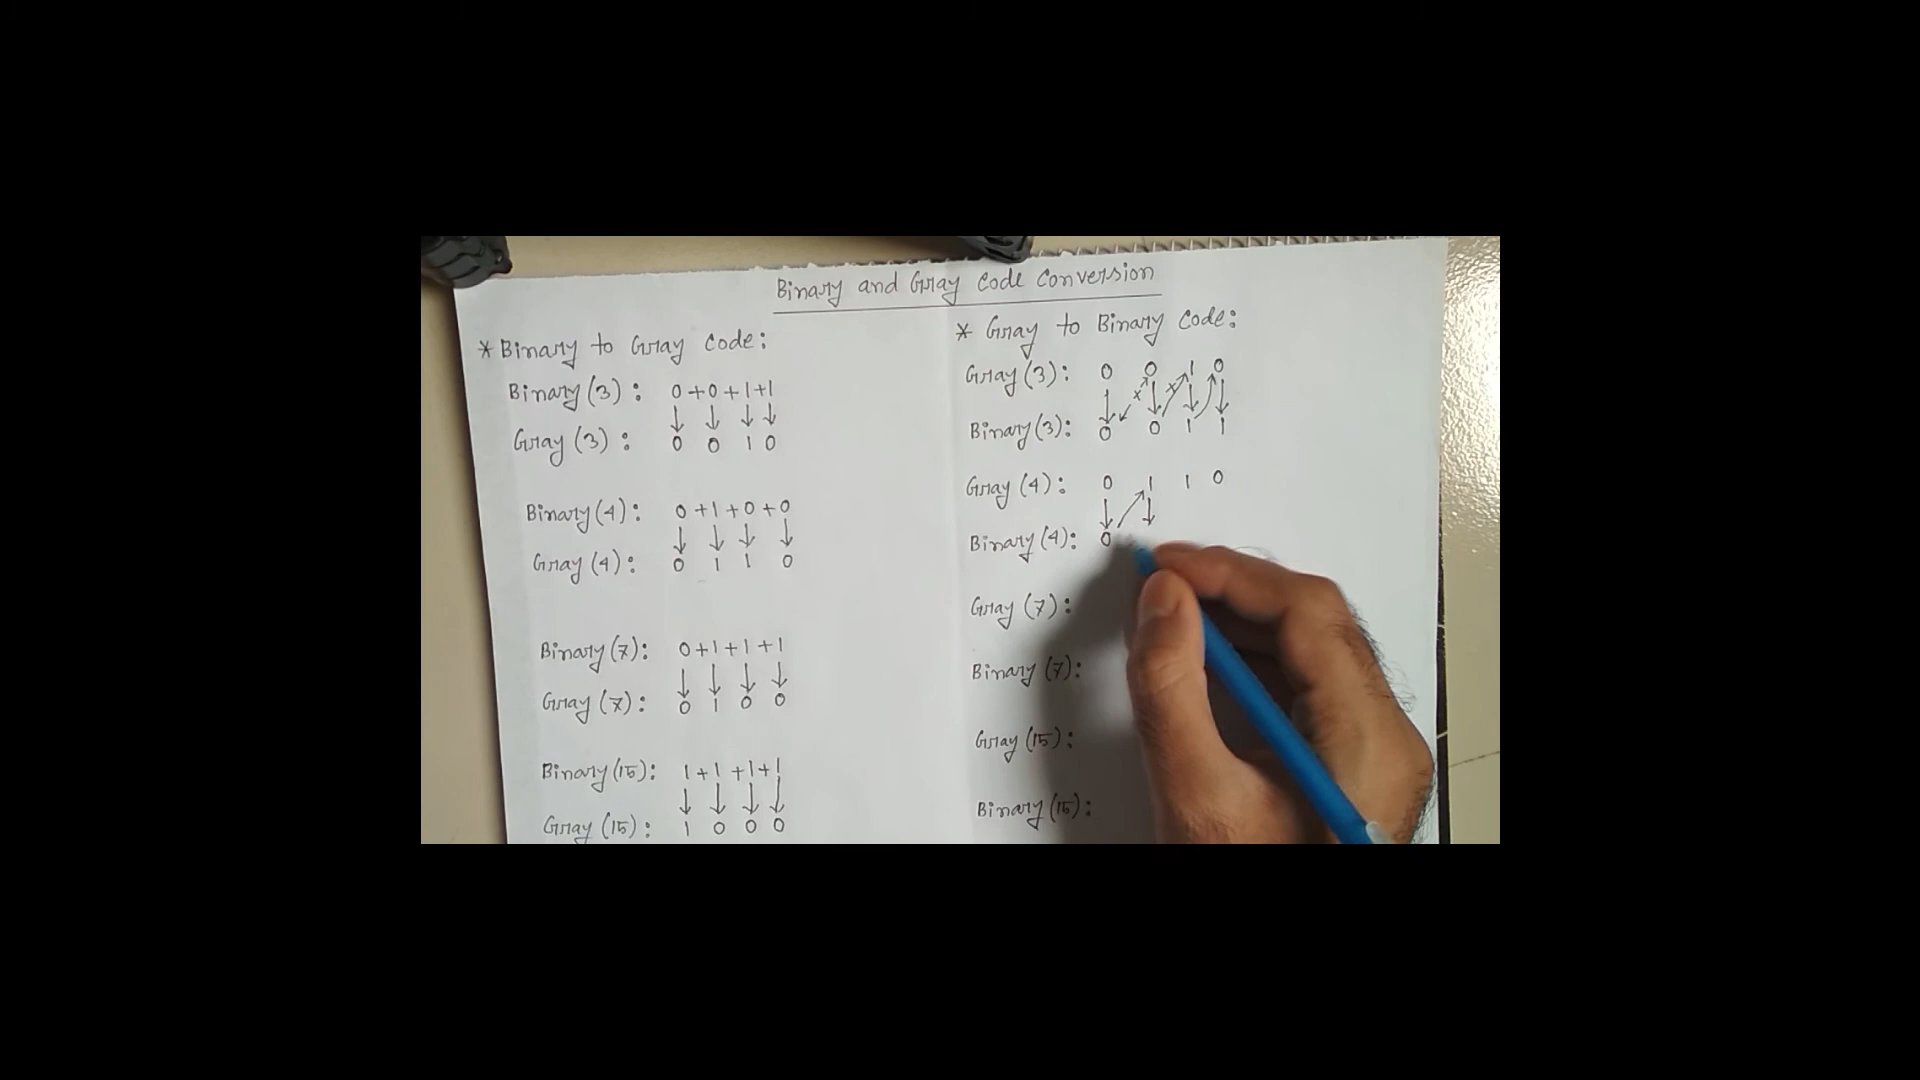 Binary and Gray Code Conversion
* Binary to Gray Code:
Binary(3): 0+0+1+1
Gray(3): 0 0 1 0
Binary(4): 0+1+0+0
Gray(4): 0 1 1 0
Binary(7): 0+1+1+1
Gray(7): 0 1 0 0
Binary(15): 1+1+1+1
Gray(15): 1 0 0 0
* Gray to Binary Code:
Gray(3): 0 0 1 0
Binary(3): 0 0 1 1
Gray(4): 0 1 1 0
Binary(4): 0
Gray(7):
Binary(7):
Gray(15):
Binary(15):